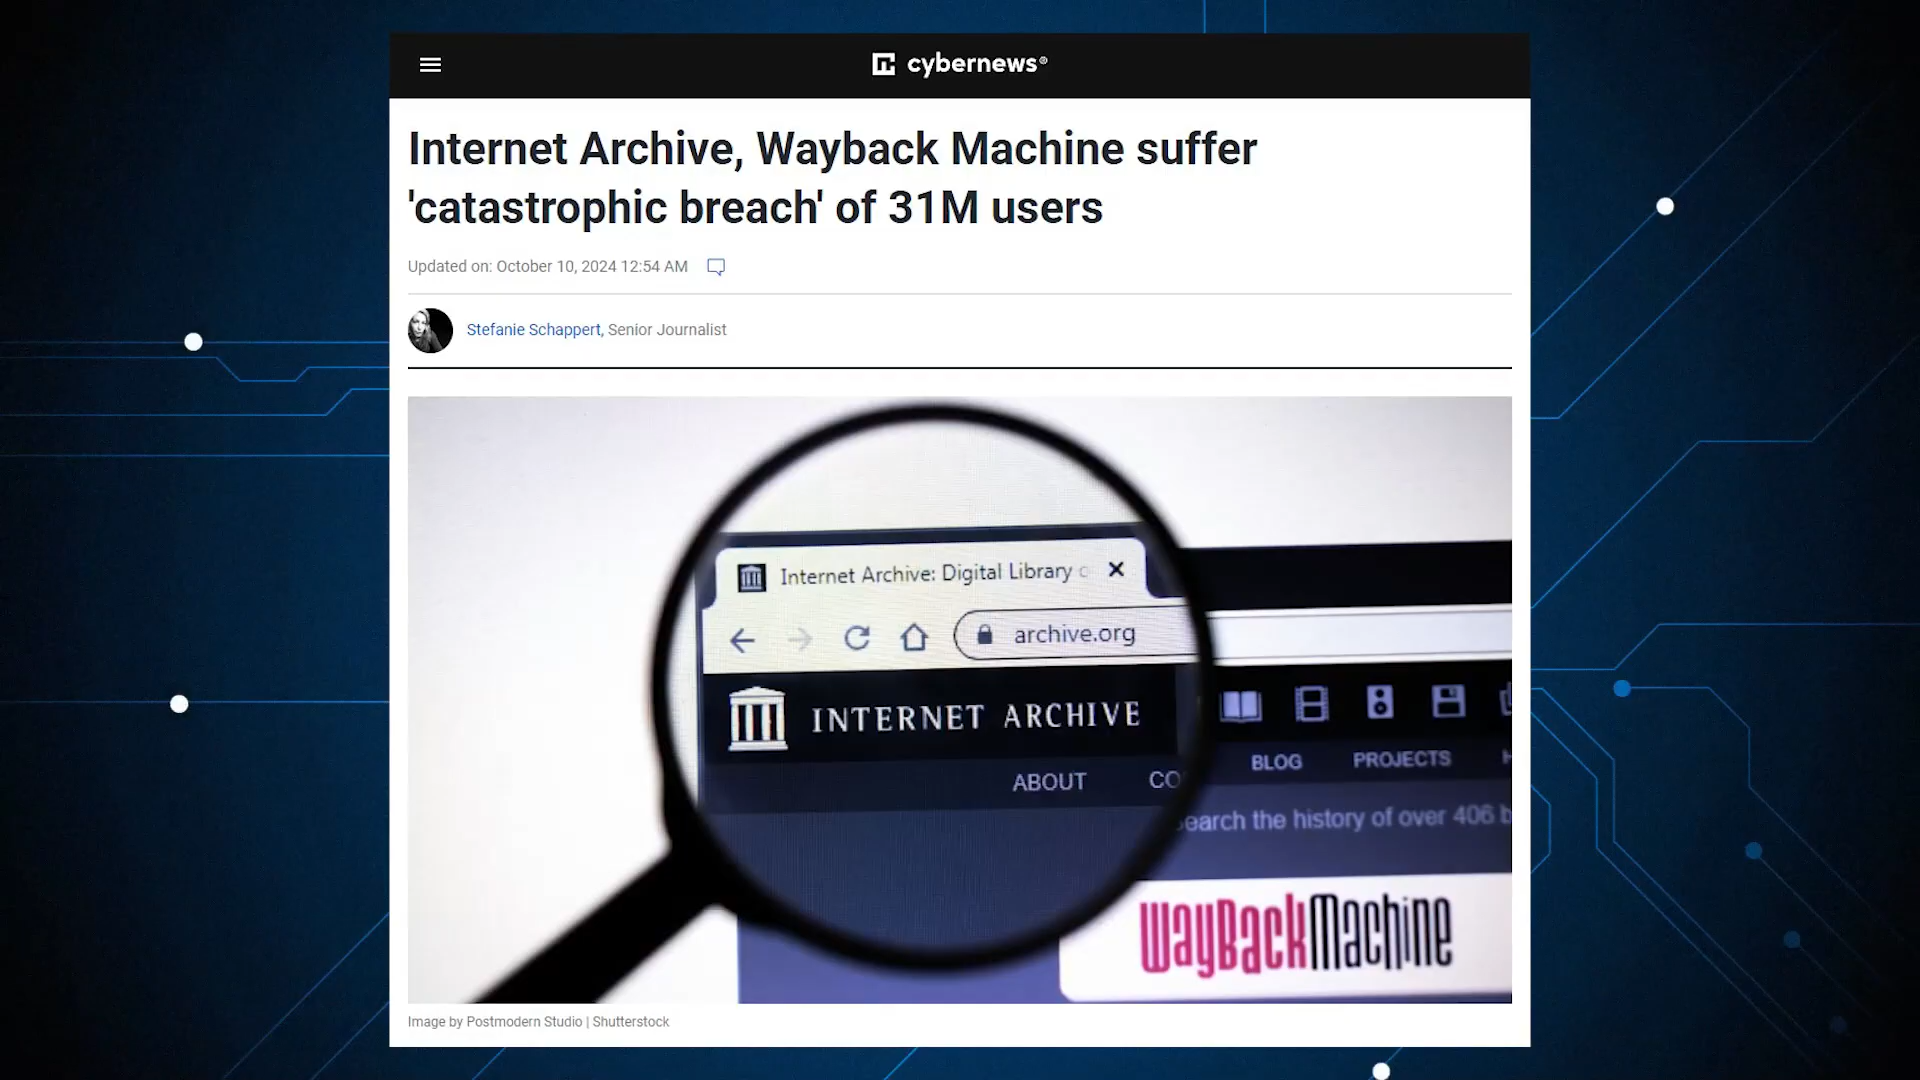 cybernews®
Internet Archive, Wayback Machine suffer
'catastrophic breach' of 31M users
Updated on: October 10, 2024 12:54 AM
Stefanie Schappert, Senior Journalist
Internet Archive: Digital Library
archive.org
INTERNET ARCHIVE
ABOUT
CO
BLOG PROJECTS H
earch the history of over 406 b
WayBackMachine
Image by Postmodern Studio | Shutterstock